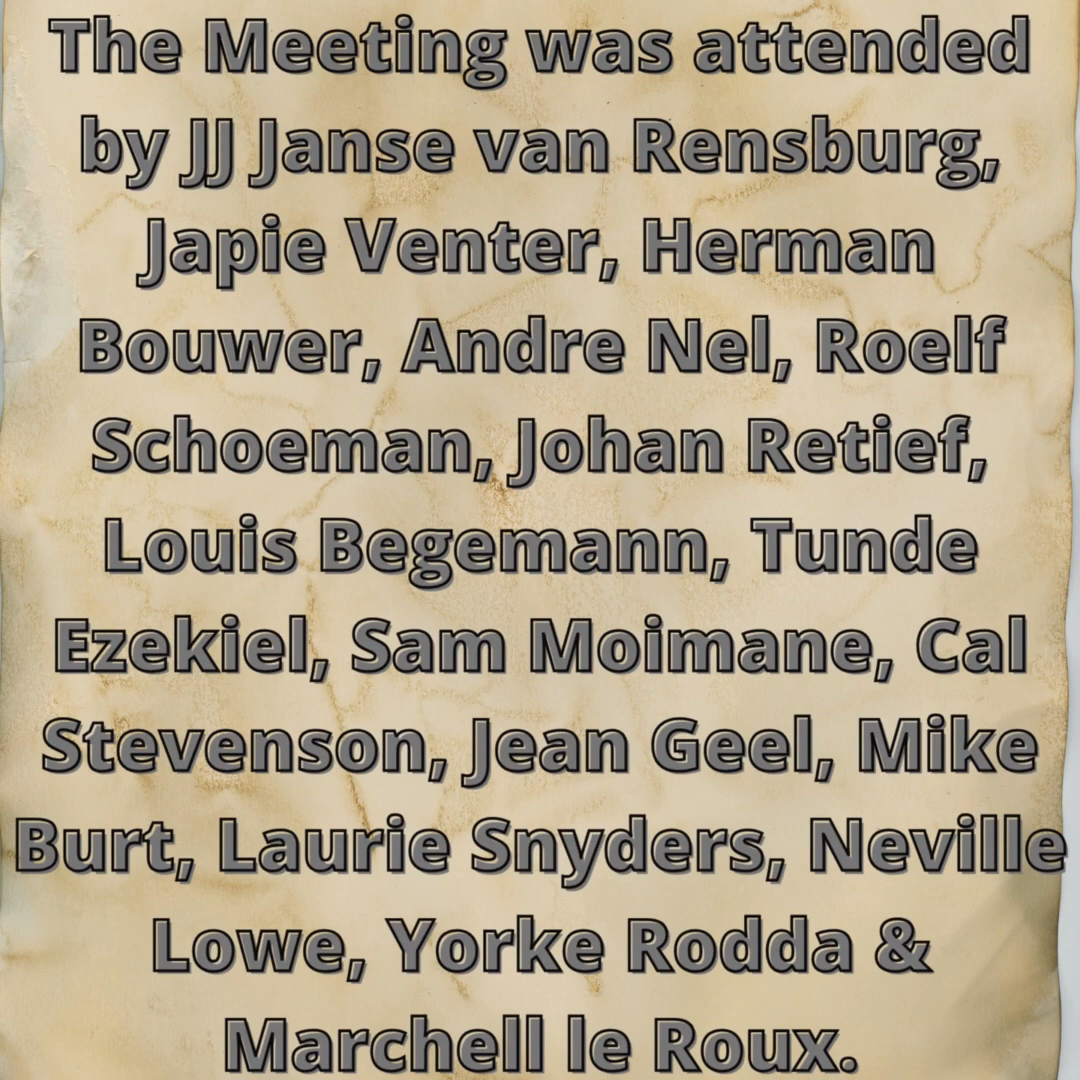 The Meeting was attended
by JJ Janse van Rensburg,
Japie Venter, Herman
Bouwer, Andre Nel, Roelf
Schoeman, Johan Retief,
Louis Begemann, Tunde
Ezekiel, Sam Moimane, Cal
Stevenson, Jean Geel, Mike
Burt, Laurie Snyders, Neville
Lowe, Yorke Rodda &
Marchell le Roux.